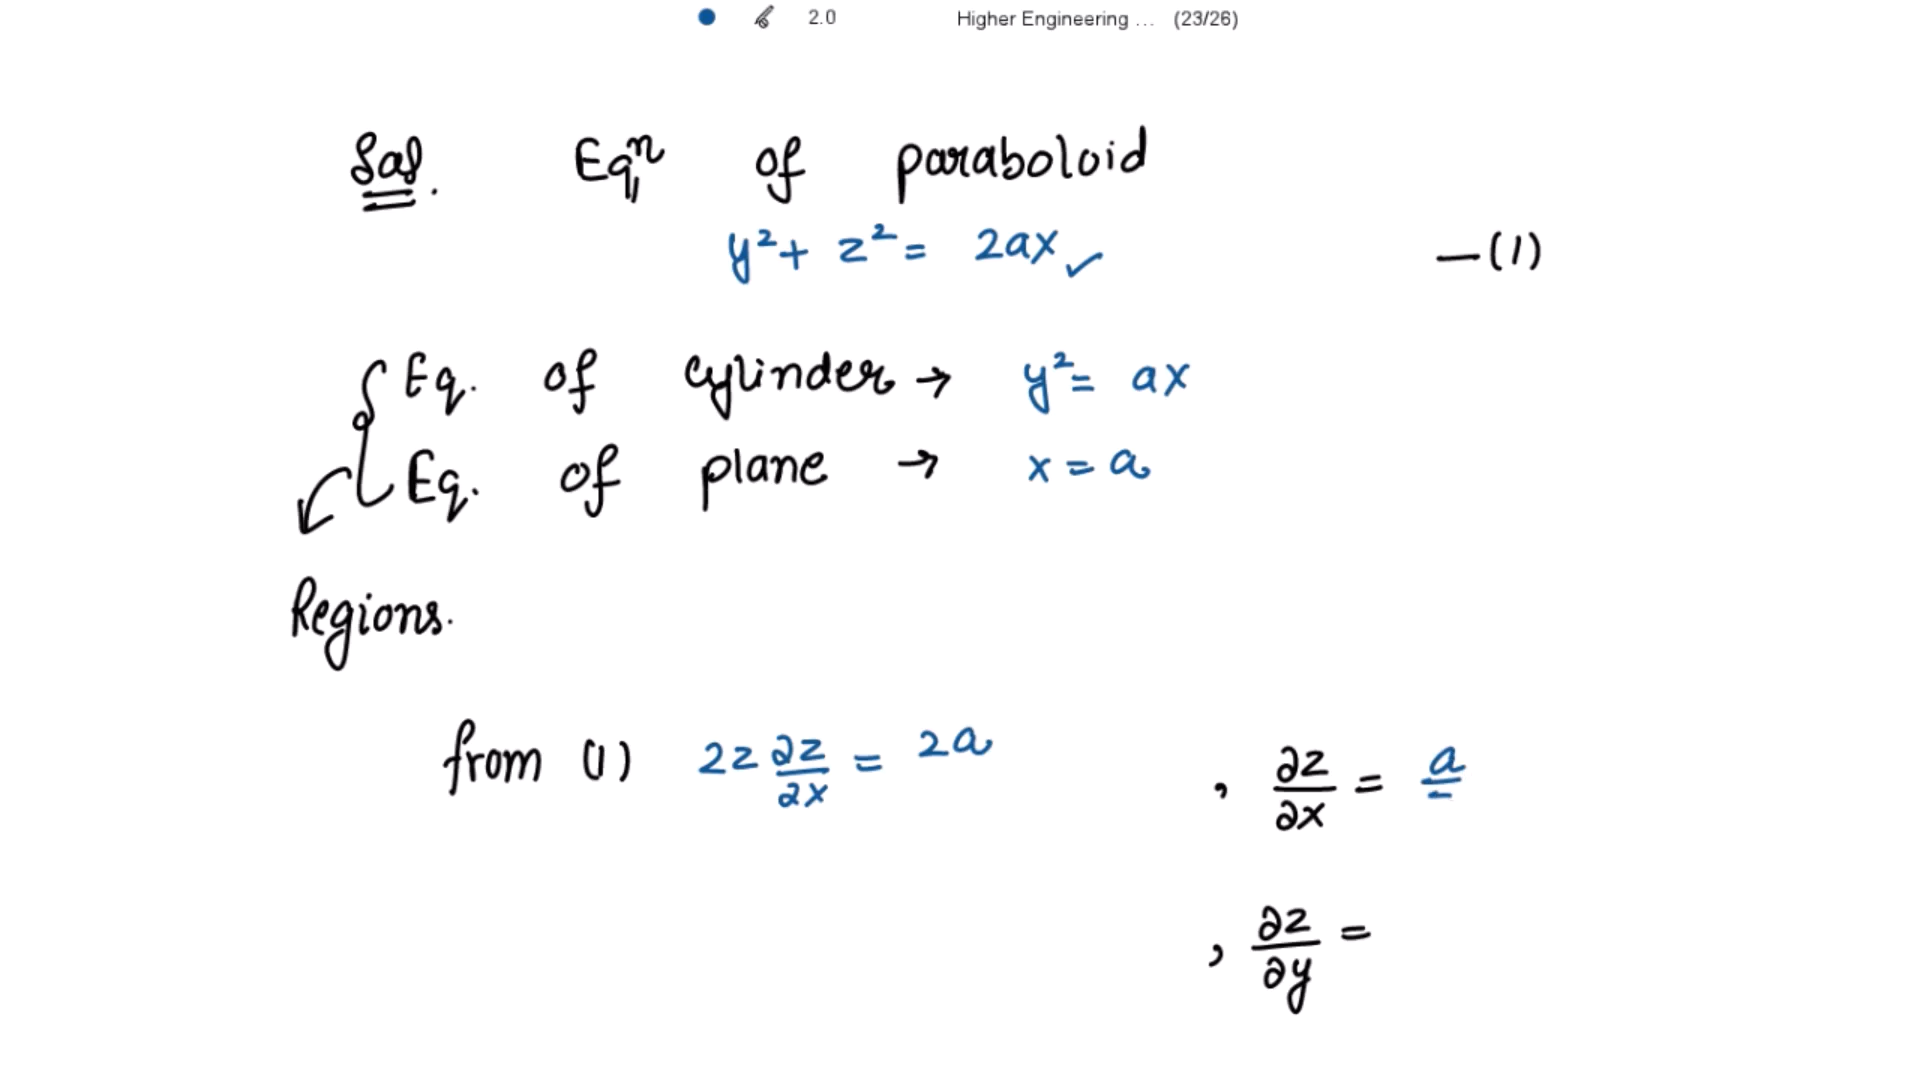 2.0 Higher Engineering ... (23/26)
Sol. Eqⁿ of paraboloid
y² + z² = 2ax ✓ —(1)
Eq. of cylinder → y² = ax
Eq. of plane → x = a
Regions.
from (1) 2z ∂z/∂x = 2a , ∂z/∂x = a/
, ∂z/∂y =